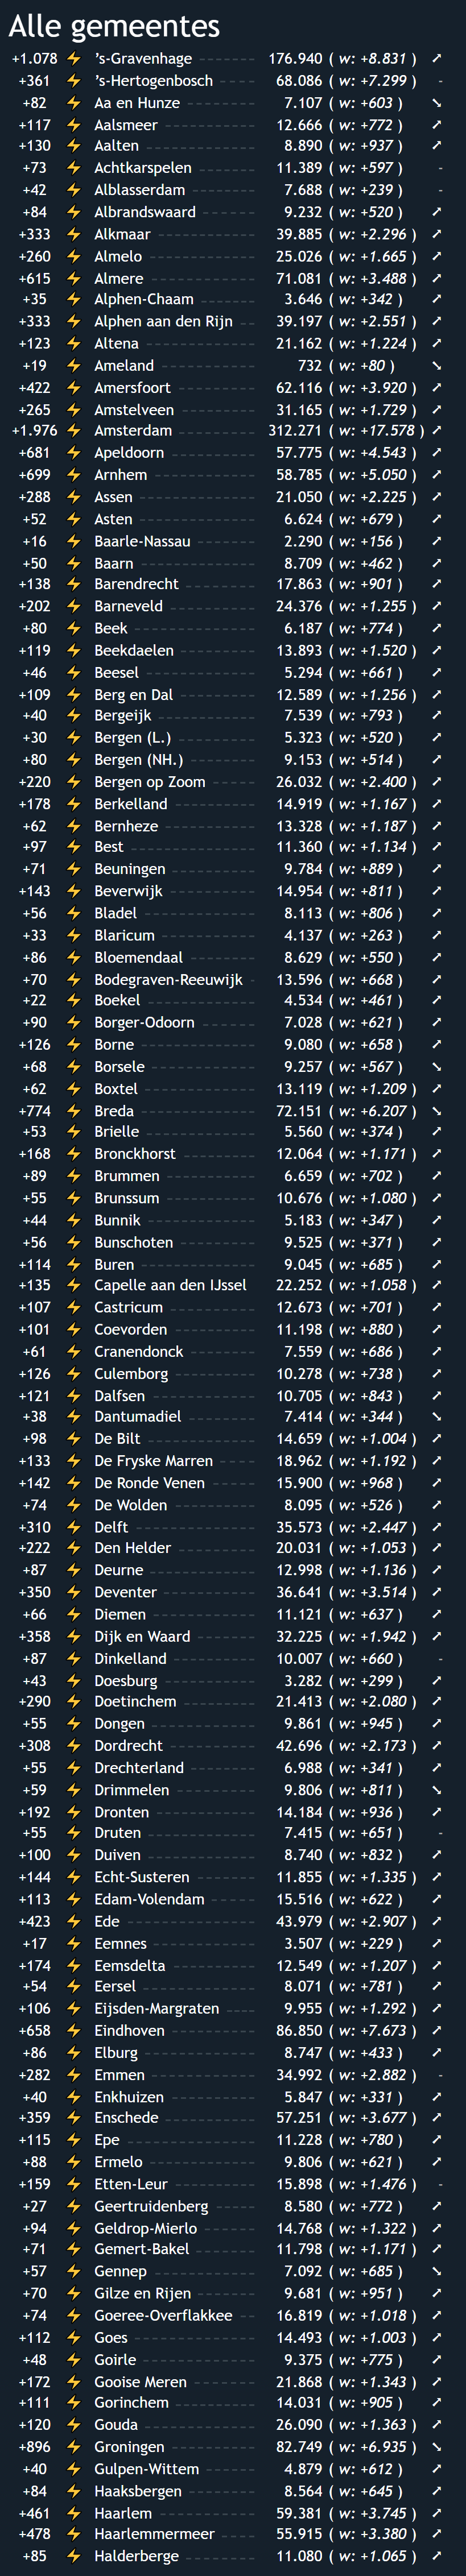 Alle gemeentes
+1.078 ⚡ ’s-Gravenhage 176.940 ( w: +8.831 ) ➚
+361 ⚡ ’s-Hertogenbosch 68.086 ( w: +7.299 ) -
+82 ⚡ Aa en Hunze 7.107 ( w: +603 ) ➘
+117 ⚡ Aalsmeer 12.666 ( w: +772 ) ➚
+130 ⚡ Aalten 8.890 ( w: +937 ) ➚
+73 ⚡ Achtkarspelen 11.389 ( w: +597 ) -
+42 ⚡ Alblasserdam 7.688 ( w: +239 ) -
+84 ⚡ Albrandswaard 9.232 ( w: +520 ) ➚
+333 ⚡ Alkmaar 39.885 ( w: +2.296 ) ➚
+260 ⚡ Almelo 25.026 ( w: +1.665 ) ➚
+615 ⚡ Almere 71.081 ( w: +3.488 ) ➚
+35 ⚡ Alphen-Chaam 3.646 ( w: +342 ) ➚
+333 ⚡ Alphen aan den Rijn 39.197 ( w: +2.551 ) ➚
+123 ⚡ Altena 21.162 ( w: +1.224 ) ➚
+19 ⚡ Ameland 732 ( w: +80 ) ➘
+422 ⚡ Amersfoort 62.116 ( w: +3.920 ) ➚
+265 ⚡ Amstelveen 31.165 ( w: +1.729 ) ➚
+1.976 ⚡ Amsterdam 312.271 ( w: +17.578 ) ➚
+681 ⚡ Apeldoorn 57.775 ( w: +4.543 ) ➚
+699 ⚡ Arnhem 58.785 ( w: +5.050 ) ➚
+288 ⚡ Assen 21.050 ( w: +2.225 ) ➚
+52 ⚡ Asten 6.624 ( w: +679 ) ➚
+16 ⚡ Baarle-Nassau 2.290 ( w: +156 ) ➚
+50 ⚡ Baarn 8.709 ( w: +462 ) ➚
+138 ⚡ Barendrecht 17.863 ( w: +901 ) ➚
+202 ⚡ Barneveld 24.376 ( w: +1.255 ) ➚
+80 ⚡ Beek 6.187 ( w: +774 ) ➚
+119 ⚡ Beekdaelen 13.893 ( w: +1.520 ) ➚
+46 ⚡ Beesel 5.294 ( w: +661 ) ➚
+109 ⚡ Berg en Dal 12.589 ( w: +1.256 ) ➚
+40 ⚡ Bergeijk 7.539 ( w: +793 ) ➚
+30 ⚡ Bergen (L.) 5.323 ( w: +520 ) ➚
+80 ⚡ Bergen (NH.) 9.153 ( w: +514 ) ➚
+220 ⚡ Bergen op Zoom 26.032 ( w: +2.400 ) ➚
+178 ⚡ Berkelland 14.919 ( w: +1.167 ) ➚
+62 ⚡ Bernheze 13.328 ( w: +1.187 ) ➚
+97 ⚡ Best 11.360 ( w: +1.134 ) ➚
+71 ⚡ Beuningen 9.784 ( w: +889 ) ➚
+143 ⚡ Beverwijk 14.954 ( w: +811 ) ➚
+56 ⚡ Bladel 8.113 ( w: +806 ) ➚
+33 ⚡ Blaricum 4.137 ( w: +263 ) ➚
+86 ⚡ Bloemendaal 8.629 ( w: +550 ) ➚
+70 ⚡ Bodegraven-Reeuwijk 13.596 ( w: +668 ) ➚
+22 ⚡ Boekel 4.534 ( w: +461 ) ➚
+90 ⚡ Borger-Odoorn 7.028 ( w: +621 ) ➚
+126 ⚡ Borne 9.080 ( w: +658 ) ➚
+68 ⚡ Borsele 9.257 ( w: +567 ) ➘
+62 ⚡ Boxtel 13.119 ( w: +1.209 ) ➚
+774 ⚡ Breda 72.151 ( w: +6.207 ) ➘
+53 ⚡ Brielle 5.560 ( w: +374 ) ➚
+168 ⚡ Bronckhorst 12.064 ( w: +1.171 ) ➚
+89 ⚡ Brummen 6.659 ( w: +702 ) ➚
+55 ⚡ Brunssum 10.676 ( w: +1.080 ) ➚
+44 ⚡ Bunnik 5.183 ( w: +347 ) ➚
+56 ⚡ Bunschoten 9.525 ( w: +371 ) ➚
+114 ⚡ Buren 9.045 ( w: +685 ) ➚
+135 ⚡ Capelle aan den IJssel 22.252 ( w: +1.058 ) ➚
+107 ⚡ Castricum 12.673 ( w: +701 ) ➚
+101 ⚡ Coevorden 11.198 ( w: +880 ) ➚
+61 ⚡ Cranendonck 7.559 ( w: +686 ) ➚
+126 ⚡ Culemborg 10.278 ( w: +738 ) ➚
+121 ⚡ Dalfsen 10.705 ( w: +843 ) ➚
+38 ⚡ Dantumadiel 7.414 ( w: +344 ) ➘
+98 ⚡ De Bilt 14.659 ( w: +1.004 ) ➚
+133 ⚡ De Fryske Marren 18.962 ( w: +1.192 ) ➚
+142 ⚡ De Ronde Venen 15.900 ( w: +968 ) ➚
+74 ⚡ De Wolden 8.095 ( w: +526 ) ➚
+310 ⚡ Delft 35.573 ( w: +2.447 ) ➚
+222 ⚡ Den Helder 20.031 ( w: +1.053 ) ➚
+87 ⚡ Deurne 12.998 ( w: +1.136 ) ➚
+350 ⚡ Deventer 36.641 ( w: +3.514 ) ➚
+66 ⚡ Diemen 11.121 ( w: +637 ) ➚
+358 ⚡ Dijk en Waard 32.225 ( w: +1.942 ) ➚
+87 ⚡ Dinkelland 10.007 ( w: +660 ) -
+43 ⚡ Doesburg 3.282 ( w: +299 ) ➚
+290 ⚡ Doetinchem 21.413 ( w: +2.080 ) ➚
+55 ⚡ Dongen 9.861 ( w: +945 ) ➚
+308 ⚡ Dordrecht 42.696 ( w: +2.173 ) ➚
+55 ⚡ Drechterland 6.988 ( w: +341 ) ➚
+59 ⚡ Drimmelen 9.806 ( w: +811 ) ➘
+192 ⚡ Dronten 14.184 ( w: +936 ) ➚
+55 ⚡ Druten 7.415 ( w: +651 ) -
+100 ⚡ Duiven 8.740 ( w: +832 ) ➚
+144 ⚡ Echt-Susteren 11.855 ( w: +1.335 ) ➚
+113 ⚡ Edam-Volendam 15.516 ( w: +622 ) ➚
+423 ⚡ Ede 43.979 ( w: +2.907 ) ➚
+17 ⚡ Eemnes 3.507 ( w: +229 ) ➚
+174 ⚡ Eemsdelta 12.549 ( w: +1.207 ) ➚
+54 ⚡ Eersel 8.071 ( w: +781 ) ➚
+106 ⚡ Eijsden-Margraten 9.955 ( w: +1.292 ) ➚
+658 ⚡ Eindhoven 86.850 ( w: +7.673 ) ➚
+86 ⚡ Elburg 8.747 ( w: +433 ) ➚
+282 ⚡ Emmen 34.992 ( w: +2.882 ) -
+40 ⚡ Enkhuizen 5.847 ( w: +331 ) ➚
+359 ⚡ Enschede 57.251 ( w: +3.677 ) ➚
+115 ⚡ Epe 11.228 ( w: +780 ) ➚
+88 ⚡ Ermelo 9.806 ( w: +621 ) ➚
+159 ⚡ Etten-Leur 15.898 ( w: +1.476 ) -
+27 ⚡ Geertruidenberg 8.580 ( w: +772 ) ➚
+94 ⚡ Geldrop-Mierlo 14.768 ( w: +1.322 ) ➚
+71 ⚡ Gemert-Bakel 11.798 ( w: +1.171 ) ➚
+57 ⚡ Gennep 7.092 ( w: +685 ) ➘
+70 ⚡ Gilze en Rijen 9.681 ( w: +951 ) ➚
+74 ⚡ Goeree-Overflakkee 16.819 ( w: +1.018 ) ➚
+112 ⚡ Goes 14.493 ( w: +1.003 ) ➚
+48 ⚡ Goirle 9.375 ( w: +775 ) ➚
+172 ⚡ Gooise Meren 21.868 ( w: +1.343 ) ➚
+111 ⚡ Gorinchem 14.031 ( w: +905 ) ➚
+120 ⚡ Gouda 26.090 ( w: +1.363 ) ➚
+896 ⚡ Groningen 82.749 ( w: +6.935 ) ➘
+40 ⚡ Gulpen-Wittem 4.879 ( w: +612 ) ➚
+84 ⚡ Haaksbergen 8.564 ( w: +645 ) ➚
+461 ⚡ Haarlem 59.381 ( w: +3.745 ) ➚
+478 ⚡ Haarlemmermeer 55.915 ( w: +3.380 ) ➚
+85 ⚡ Halderberge 11.080 ( w: +1.065 ) ➚